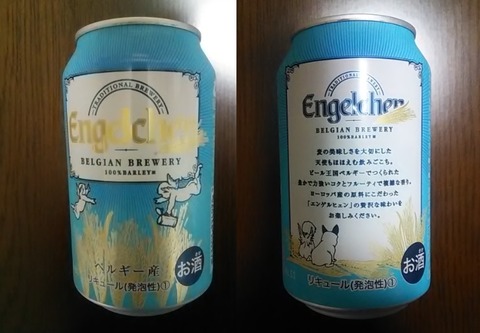 TRADITIONAL BREWERY
Engelchen
BELGIAN BREWERY
100%BARLEY
ベルギー産
お酒
リキュール(発泡性)①
TRADITIONAL BREWERY
Engelchen
BELGIAN BREWERY
100%BARLEY
麦の美味しさを大切にした
天使もほほえむ飲みごこち。
ビール王国ベルギーでつくられた
豊かで力強いコクとフルーティで優雅な香り。
ヨーロッパ産の原料にこだわった
「エンゲルヒェン」の贅沢な味わいを
お楽しみください。
お酒
リキュール(発泡性)①